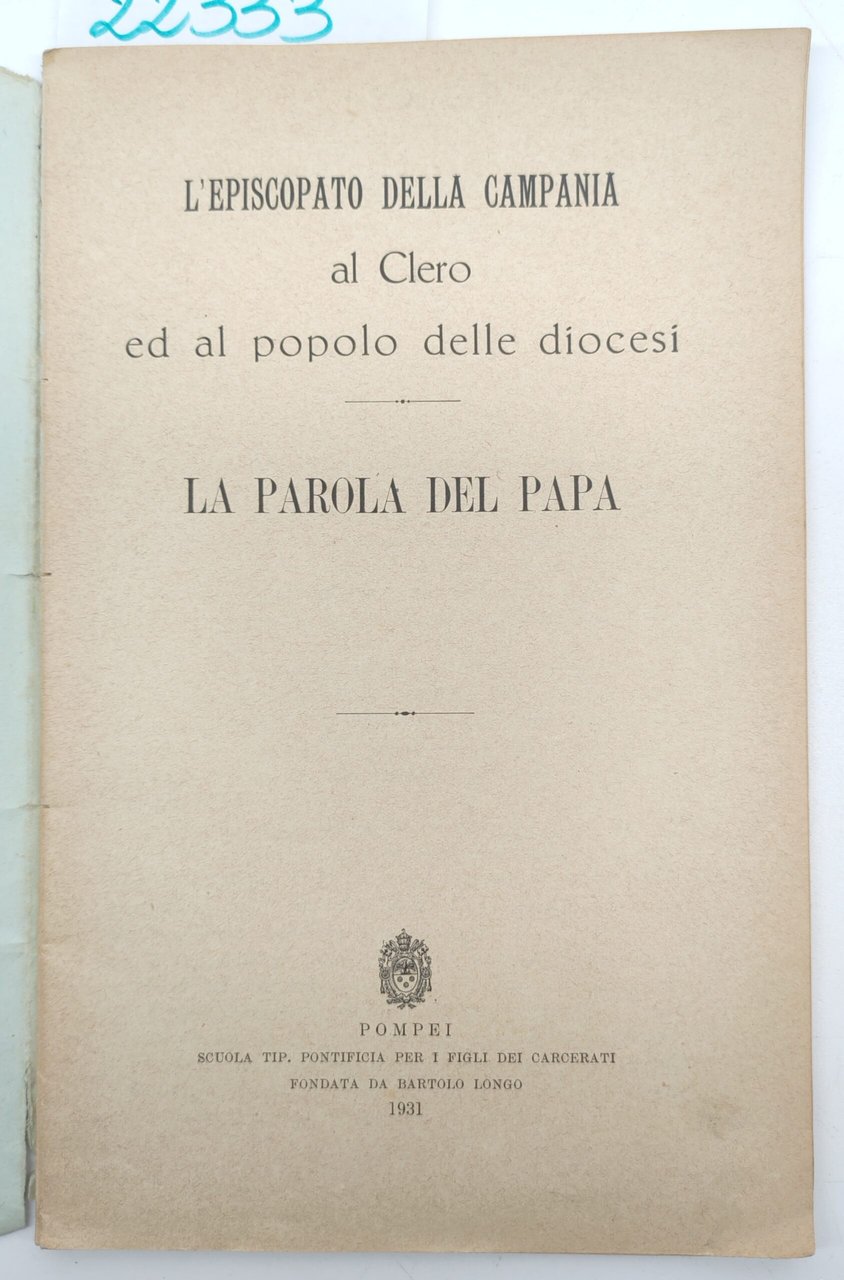 22333
L'EPISCOPATO DELLA CAMPANIA
al Clero
ed al popolo delle diocesi
LA PAROLA DEL PAPA
POMPEI
SCUOLA TIP. PONTIFICIA PER I FIGLI DEI CARCERATI
FONDATA DA BARTOLO LONGO
1931